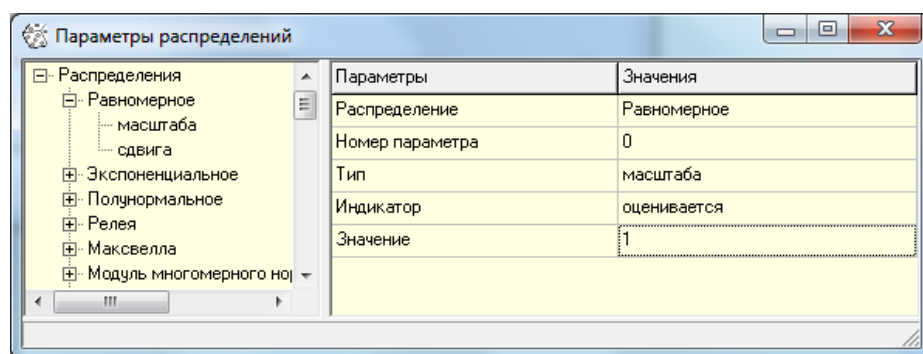 Параметры распределений
Распределения
Равномерное
масштаба
сдвига
Экспоненциальное
Полунормальное
Релея
Максвелла
Модуль многомерного но
Параметры Значения
Распределение Равномерное
Номер параметра 0
Тип масштаба
Индикатор оценивается
Значение 1